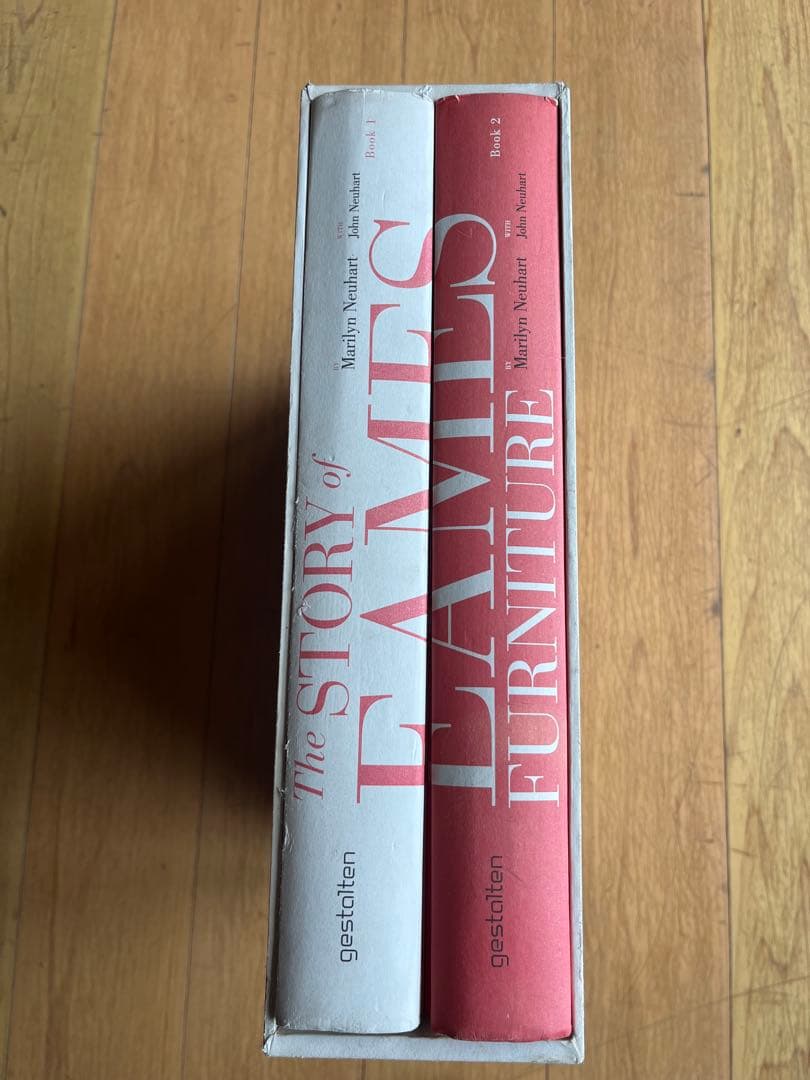 The STORY of
EAMES
BY Marilyn Neuhart
WITH John Neuhart
Book 1
gestalten
EAMES
FURNITURE
BY Marilyn Neuhart
WITH John Neuhart
Book 2
gestalten